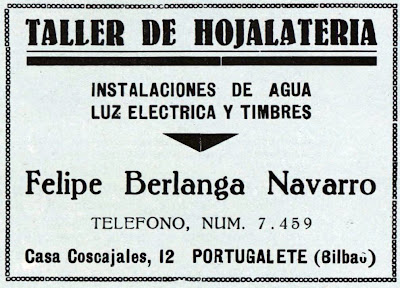 TALLER DE HOJALATERIA
INSTALACIONES DE AGUA
LUZ ELECTRICA Y TIMBRES
Felipe Berlanga Navarro
TELEFONO, NUM. 7.459
Casa Coscajales, 12 PORTUGALETE (Bilbao)